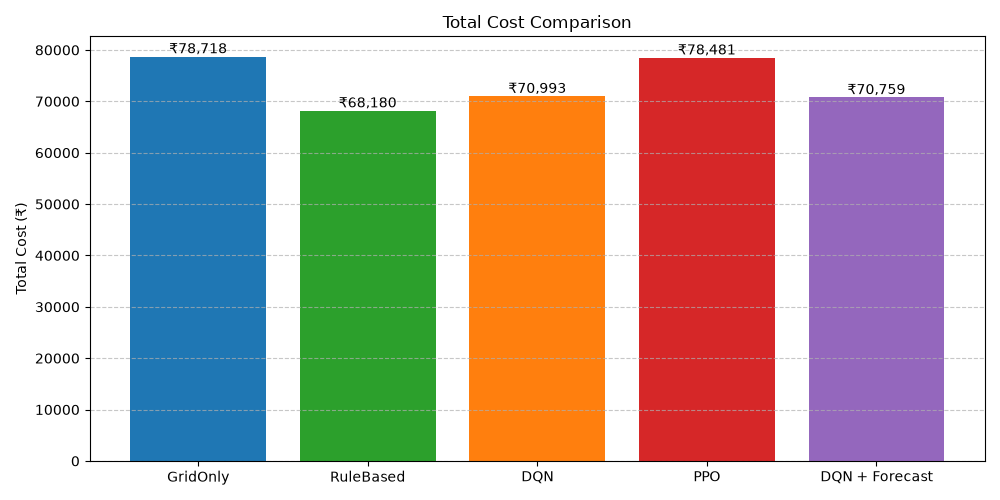 Total Cost Comparison
Total Cost (₹)
80000
70000
60000
50000
40000
30000
20000
10000
0
₹78,718
₹68,180
₹70,993
₹78,481
₹70,759
GridOnly
RuleBased
DQN
PPO
DQN + Forecast